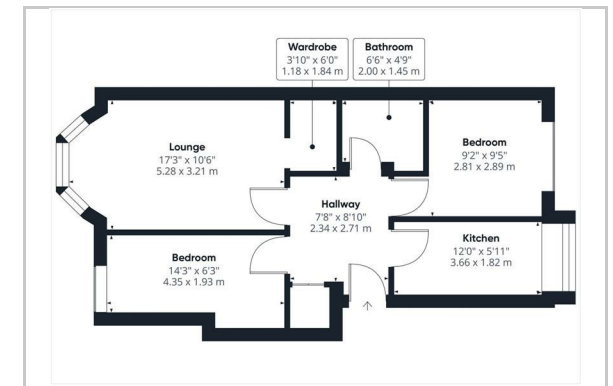 Wardrobe
3'10" x 6'0"
1.18 x 1.84 m
Bathroom
6'6" x 4'9"
2.00 x 1.45 m
Lounge
17'3" x 10'6"
5.28 x 3.21 m
Bedroom
9'2" x 9'5"
2.81 x 2.89 m
Hallway
7'8" x 8'10"
2.34 x 2.71 m
Bedroom
14'3" x 6'3"
4.35 x 1.93 m
Kitchen
12'0" x 5'11"
3.66 x 1.82 m